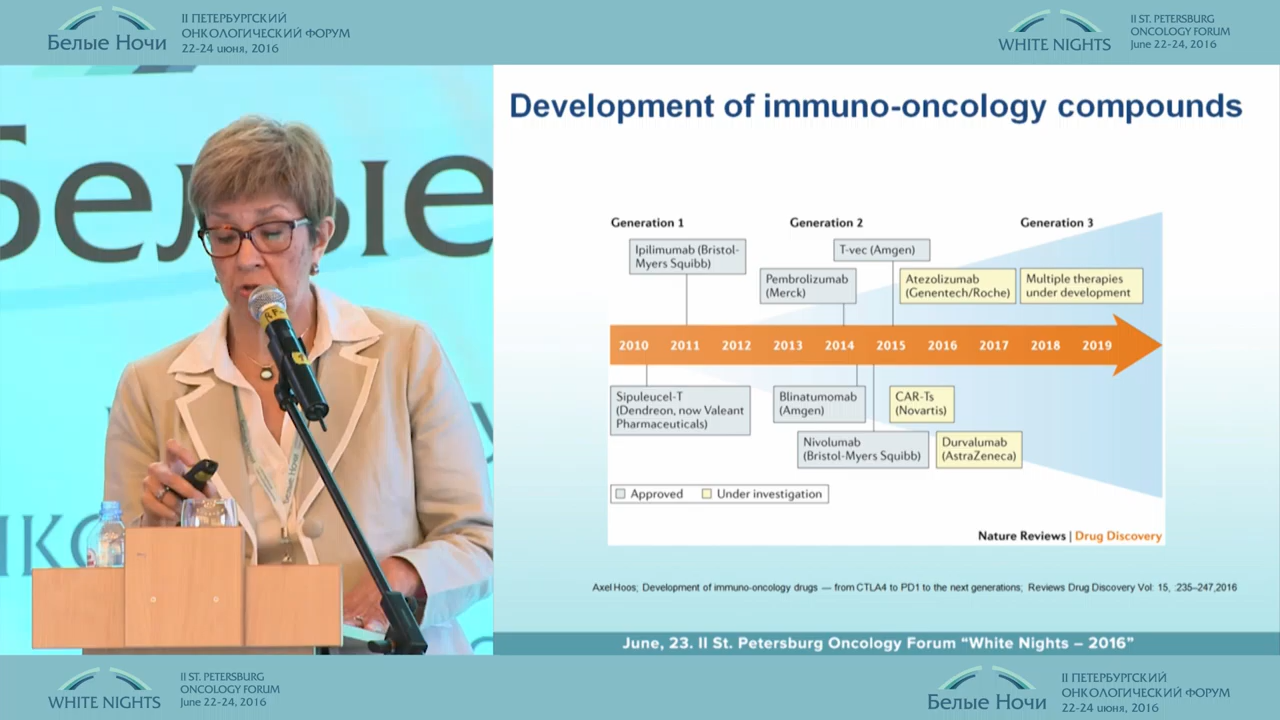 II ПЕТЕРБУРГСКИЙ
ОНКОЛОГИЧЕСКИЙ ФОРУМ
22-24 июня, 2016
Белые Ночи
II ST. PETERSBURG
ONCOLOGY FORUM
June 22-24, 2016
WHITE NIGHTS
Белые
Development of immuno-oncology compounds
Generation 1
Generation 2
Generation 3
Ipilimumab (Bristol-
Myers Squibb)
T-vec (Amgen)
Pembrolizumab
(Merck)
Atezolizumab
(Genentech/Roche)
Multiple therapies
under development
2010 2011 2012 2013 2014 2015 2016 2017 2018 2019
Sipuleucel-T
(Dendreon, now Valeant
Pharmaceuticals)
Blinatumomab
(Amgen)
CAR-Ts
(Novartis)
Nivolumab
(Bristol-Myers Squibb)
Durvalumab
(AstraZeneca)
Approved
Under investigation
Nature Reviews | Drug Discovery
Axel Hoos; Development of immuno-oncology drugs — from CTLA4 to PD1 to the next generations; Reviews Drug Discovery Vol: 15, :235–247,2016
June, 23. II St. Petersburg Oncology Forum “White Nights – 2016”
WHITE NIGHTS
II ST. PETERSBURG
ONCOLOGY FORUM
June 22-24, 2016
Белые Ночи
II ПЕТЕРБУРГСКИЙ
ОНКОЛОГИЧЕСКИЙ ФОРУМ
22-24 июня, 2016